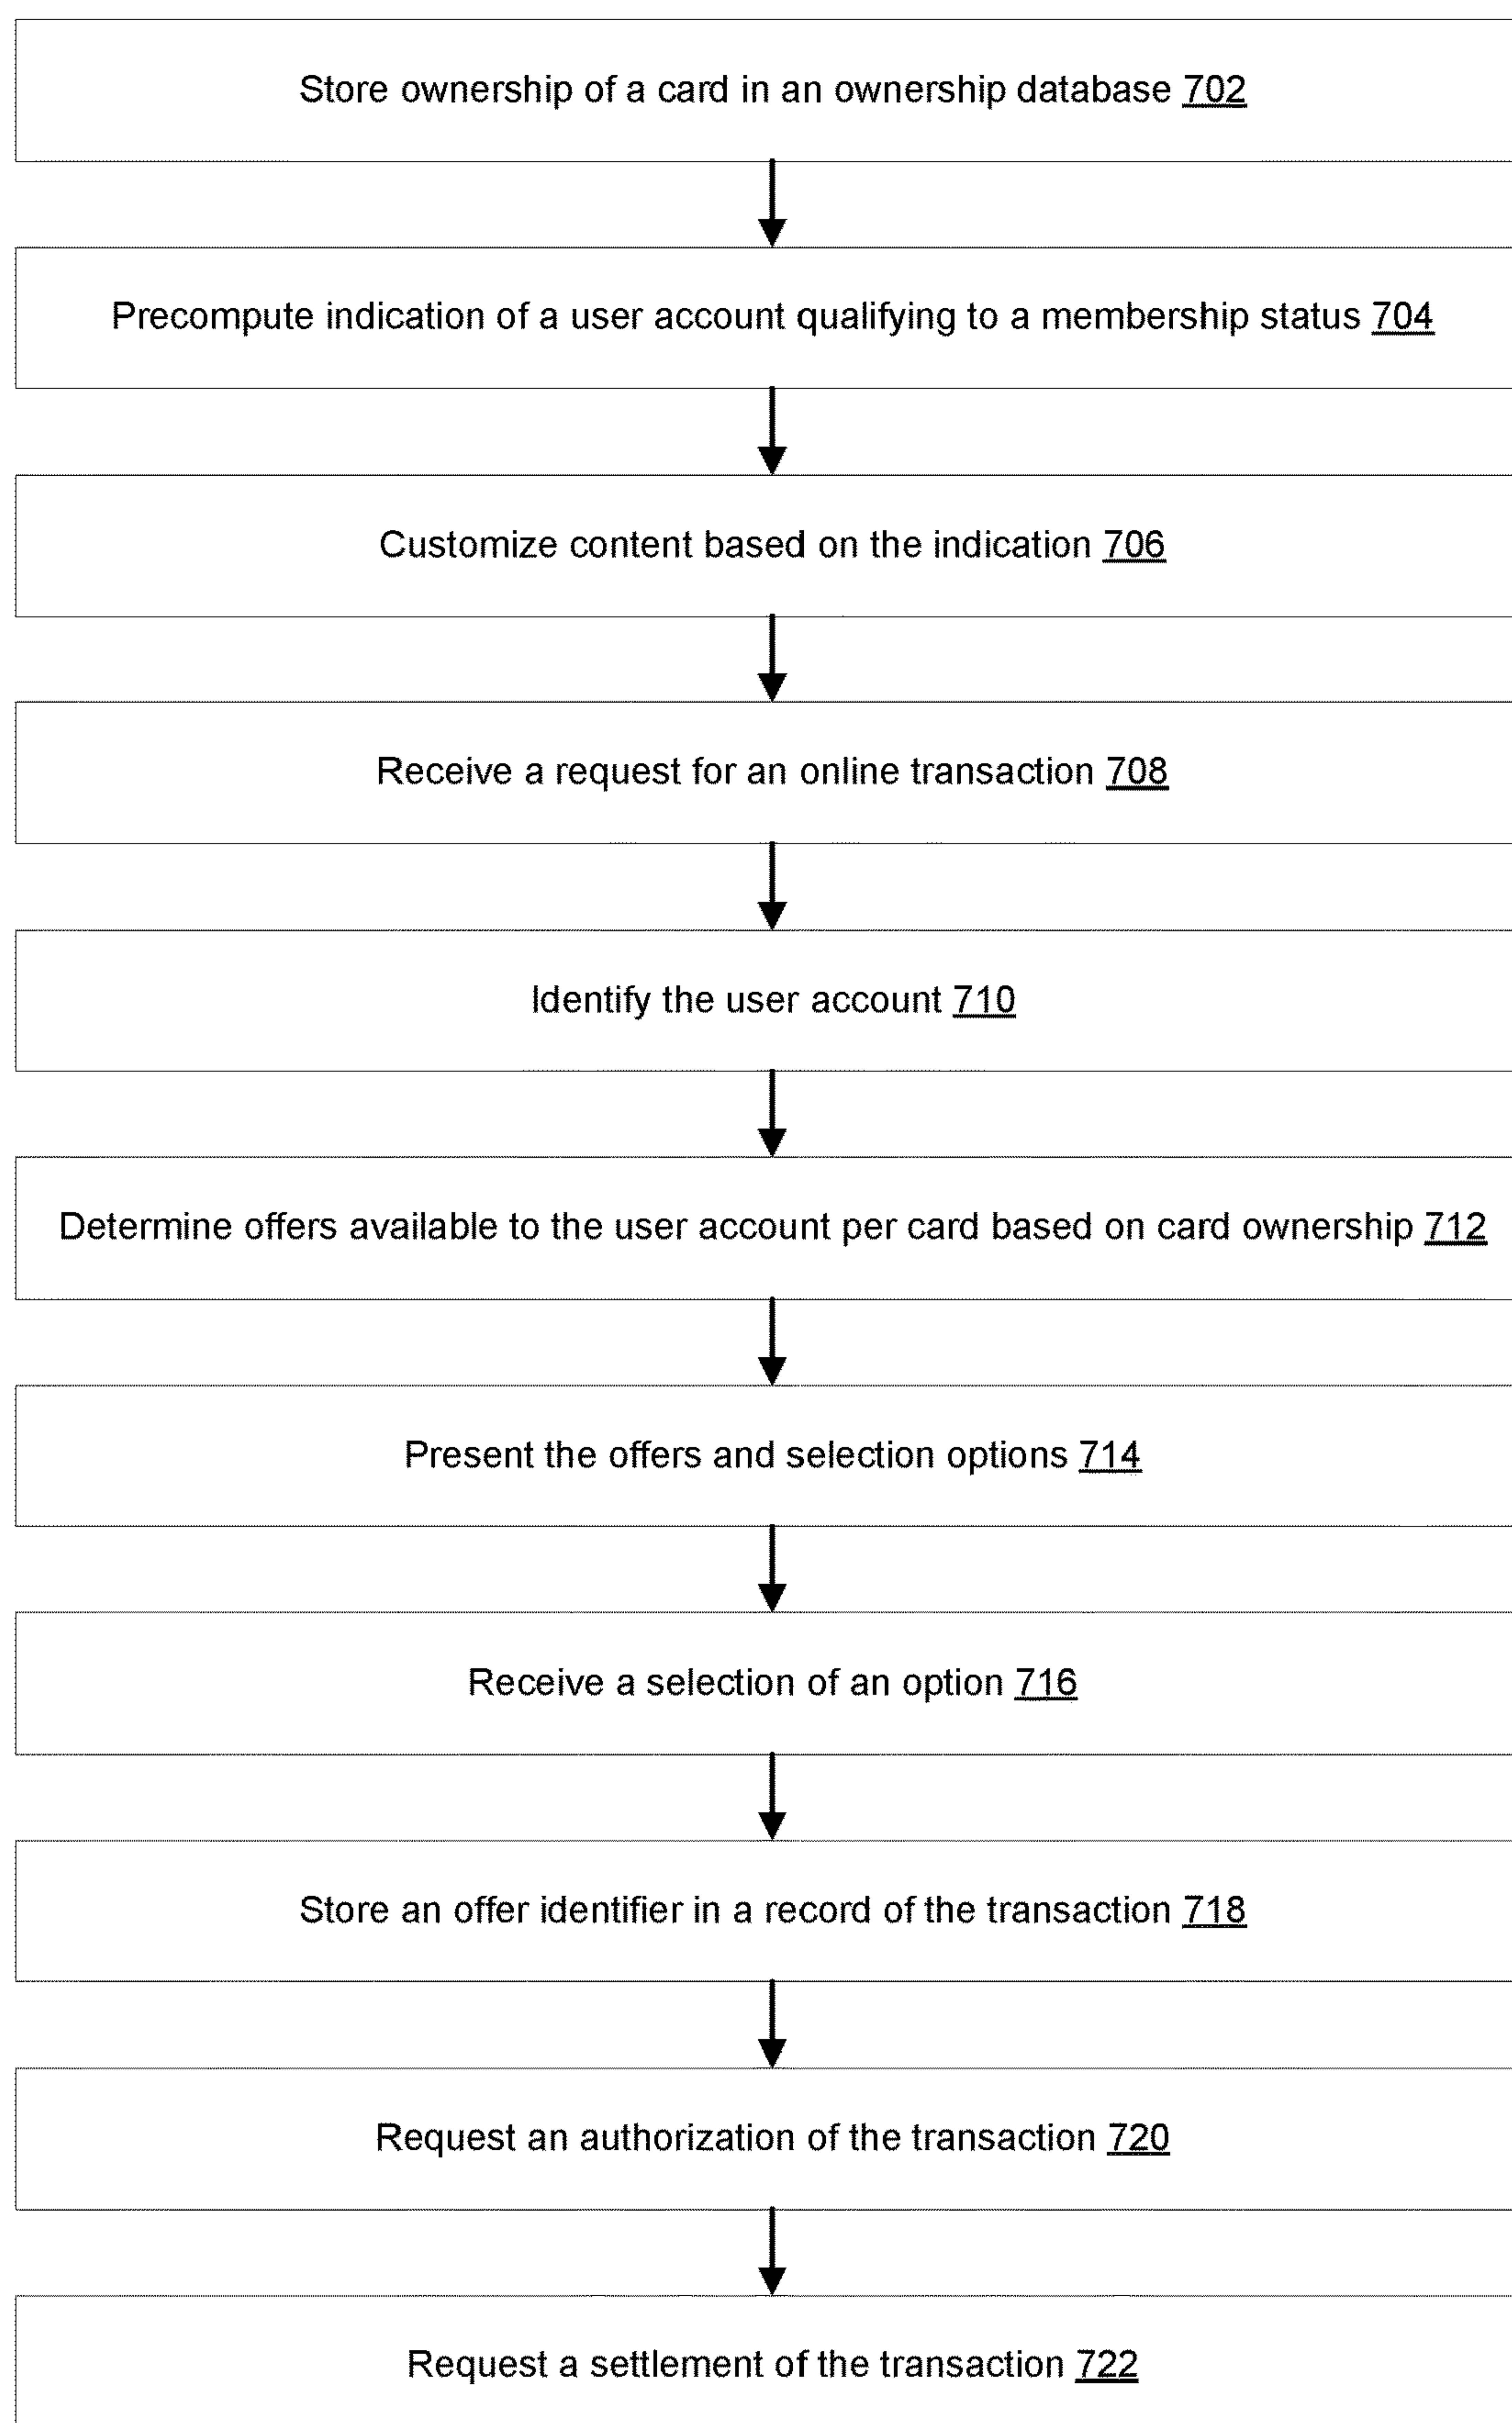 Store ownership of a card in an ownership database 702
Precompute indication of a user account qualifying to a membership status 704
Customize content based on the indication 706
Receive a request for an online transaction 708
Identify the user account 710
Determine offers available to the user account per card based on card ownership 712
Present the offers and selection options 714
Receive a selection of an option 716
Store an offer identifier in a record of the transaction 718
Request an authorization of the transaction 720
Request a settlement of the transaction 722